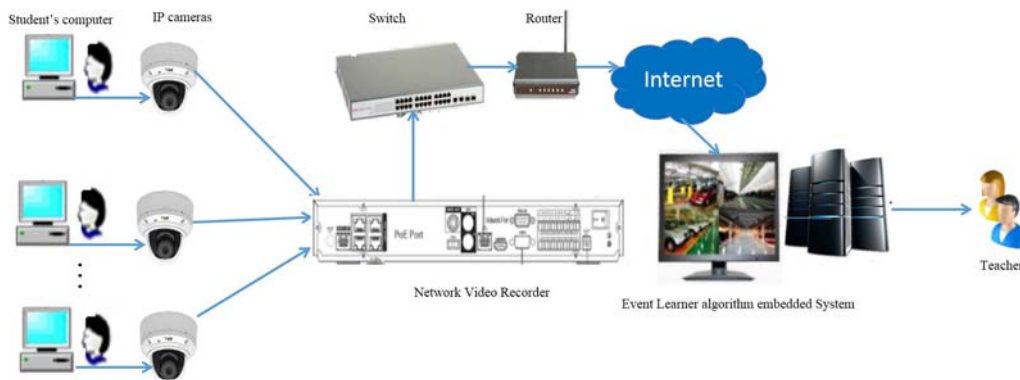 Student's computer
IP cameras
Switch
Router
Internet
PoE Port
Network Video Recorder
Event Learner algorithm embedded System
Teacher